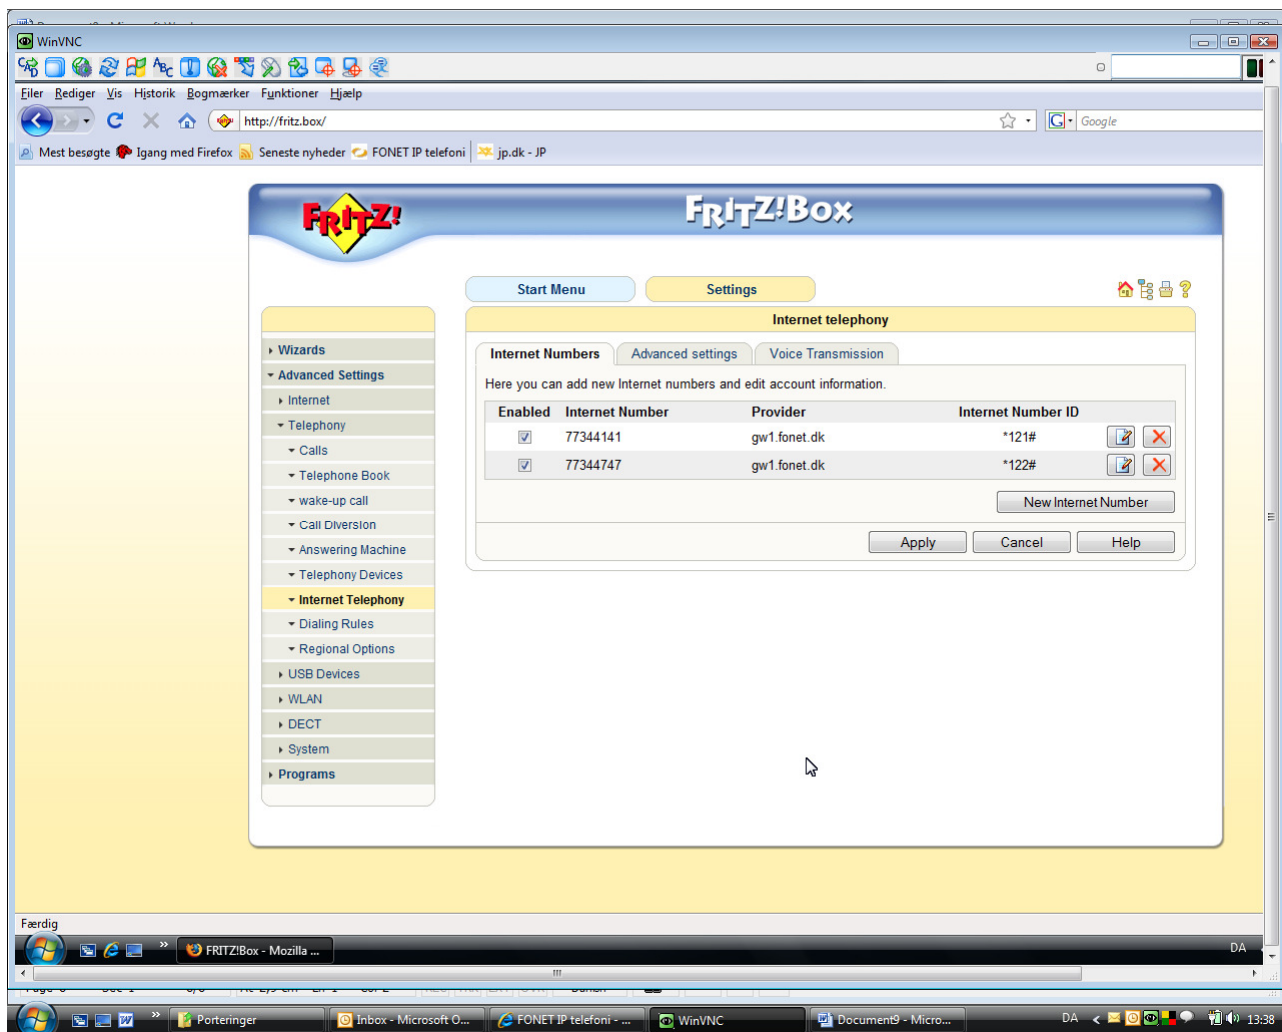 WinVNC
Filer Rediger Vis Historik Bogmærker Funktioner Hjælp
http://fritz.box/
Google
Mest besøgte Igang med Firefox Seneste nyheder FONET IP telefoni jp.dk - JP
FRITZ!
FRITZ!Box
Start Menu
Settings
Internet telephony
Wizards
Advanced Settings
Internet
Telephony
Calls
Telephone Book
wake-up call
Call Diversion
Answering Machine
Telephony Devices
Internet Telephony
Dialing Rules
Regional Options
USB Devices
WLAN
DECT
System
Programs
Internet Numbers Advanced settings Voice Transmission
Here you can add new Internet numbers and edit account information.
Enabled Internet Number Provider Internet Number ID
77344141 gw1.fonet.dk *121#
77344747 gw1.fonet.dk *122#
New Internet Number
Apply Cancel Help
Færdig
FRITZ!Box - Mozilla ...
DA
Porteringer Inbox - Microsoft O... FONET IP telefoni - ... WinVNC Document9 - Micro... DA 13:38